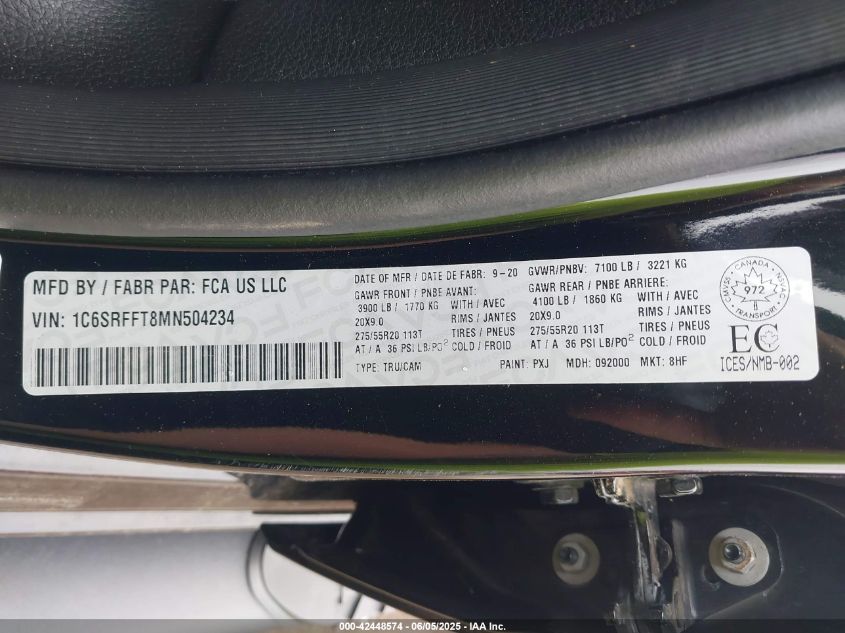 MFD BY / FABR PAR: FCA US LLC
VIN: 1C6SRFFT8MN504234
DATE OF MFR / DATE DE FABR: 9-20 GVWR/PNBV: 7100 LB / 3221 KG
GAWR FRONT / PNBE AVANT: GAWR REAR / PNBE ARRIERE:
3900 LB / 1770 KG WITH / AVEC 4100 LB / 1860 KG WITH / AVEC
20X9.0 RIMS / JANTES 20X9.0 RIMS / JANTES
275/55R20 113T TIRES / PNEUS 275/55R20 113T TIRES / PNEUS
AT / A 36 PSI LB/PO² COLD / FROID AT / A 36 PSI LB/PO² COLD / FROID
TYPE: TRU/CAM PAINT: PXJ MDH: 092000 MKT: 8HF
CANADA
972
TRANSPORT
EC
ICES/NMB-002
000-42448574 - 06/05/2025 - © IAA Inc.